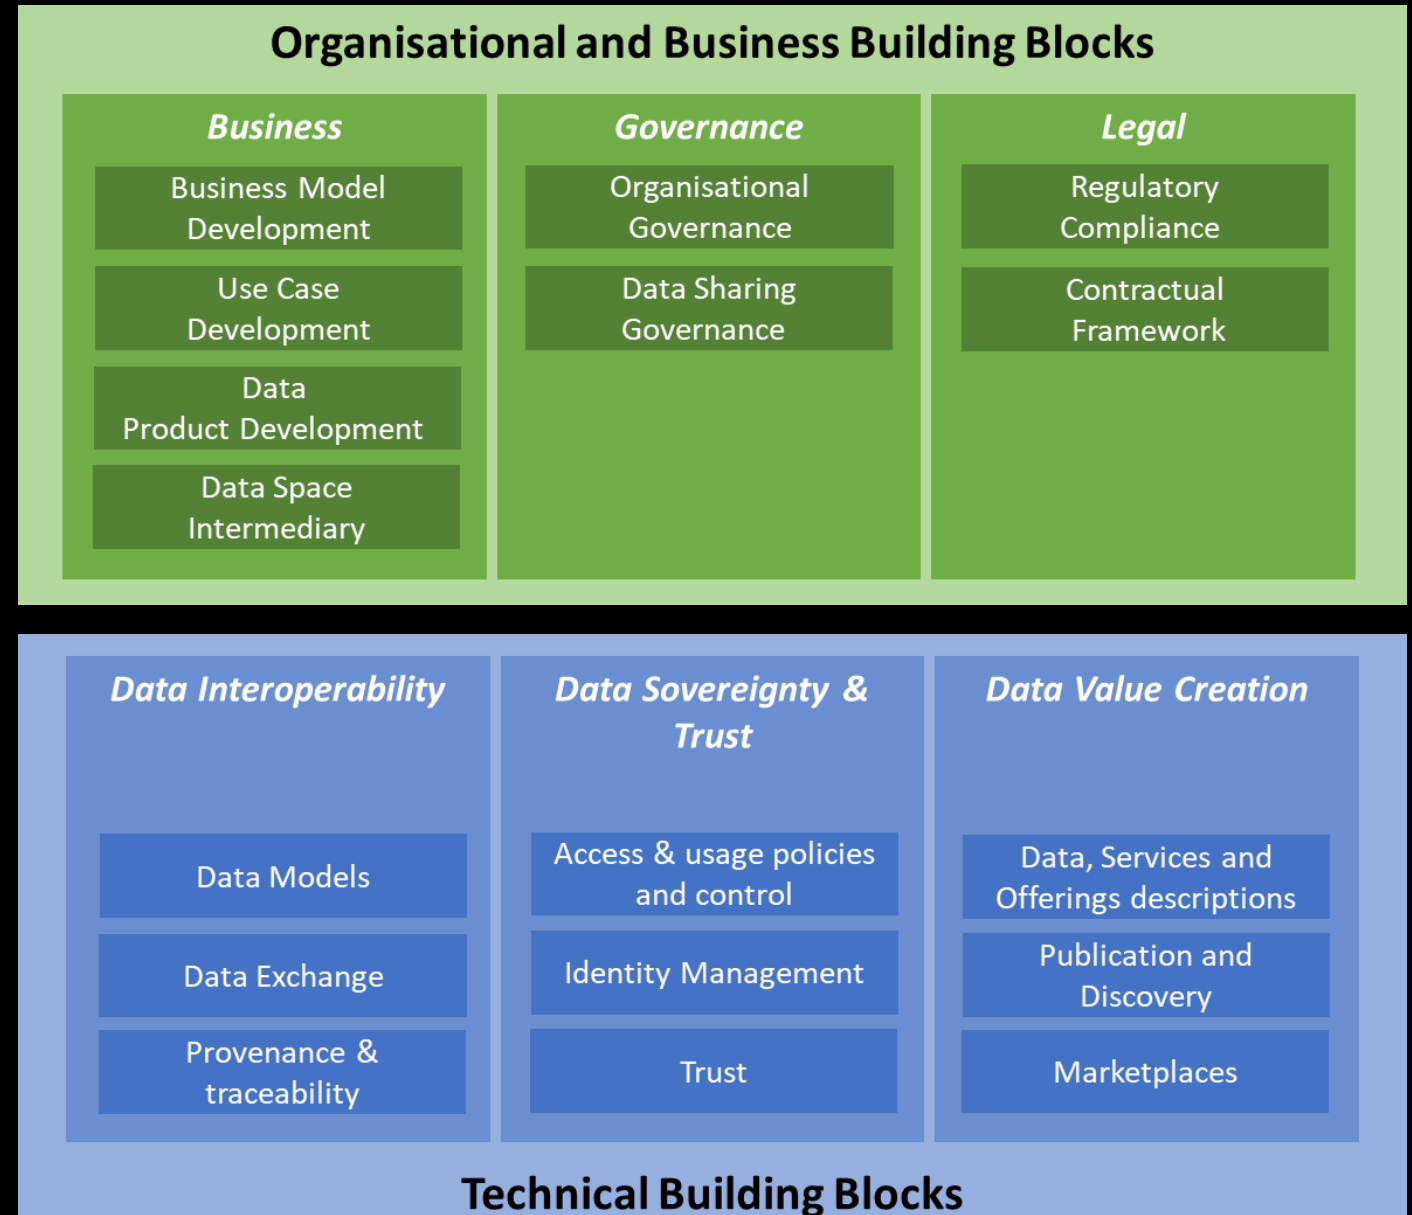 Organisational and Business Building Blocks
Business
Business Model
Development
Use Case
Development
Data
Product Development
Data Space
Intermediary
Governance
Organisational
Governance
Data Sharing
Governance
Legal
Regulatory
Compliance
Contractual
Framework
Data Interoperability
Data Models
Data Exchange
Provenance &
traceability
Data Sovereignty &
Trust
Access & usage policies
and control
Identity Management
Trust
Data Value Creation
Data, Services and
Offerings descriptions
Publication and
Discovery
Marketplaces
Technical Building Blocks